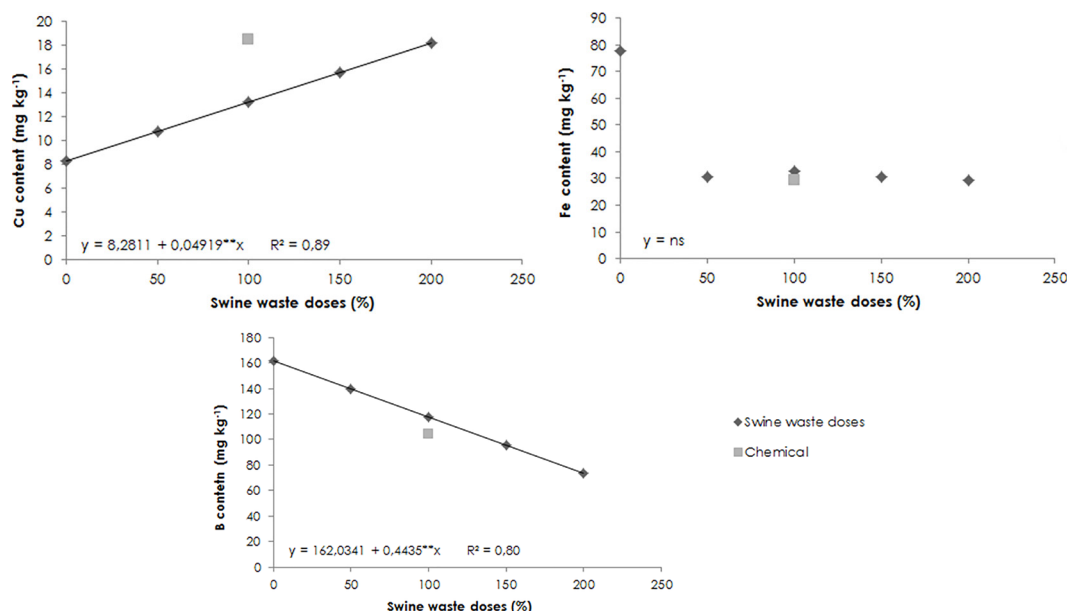 Cu content (mg kg⁻¹)
20
18
16
14
12
10
8
6
4
2
0
y = 8,2811 + 0,04919**x R² = 0,89
0 50 100 150 200 250
Swine waste doses (%)
Fe content (mg kg⁻¹)
90
80
70
60
50
40
30
20
10
0
y = ns
0 50 100 150 200 250
Swine waste doses (%)
B contetn (mg kg⁻¹)
180
160
140
120
100
80
60
40
20
0
y = 162,0341 + 0,4435**x R² = 0,80
0 50 100 150 200 250
Swine waste doses (%)
Swine waste doses
Chemical